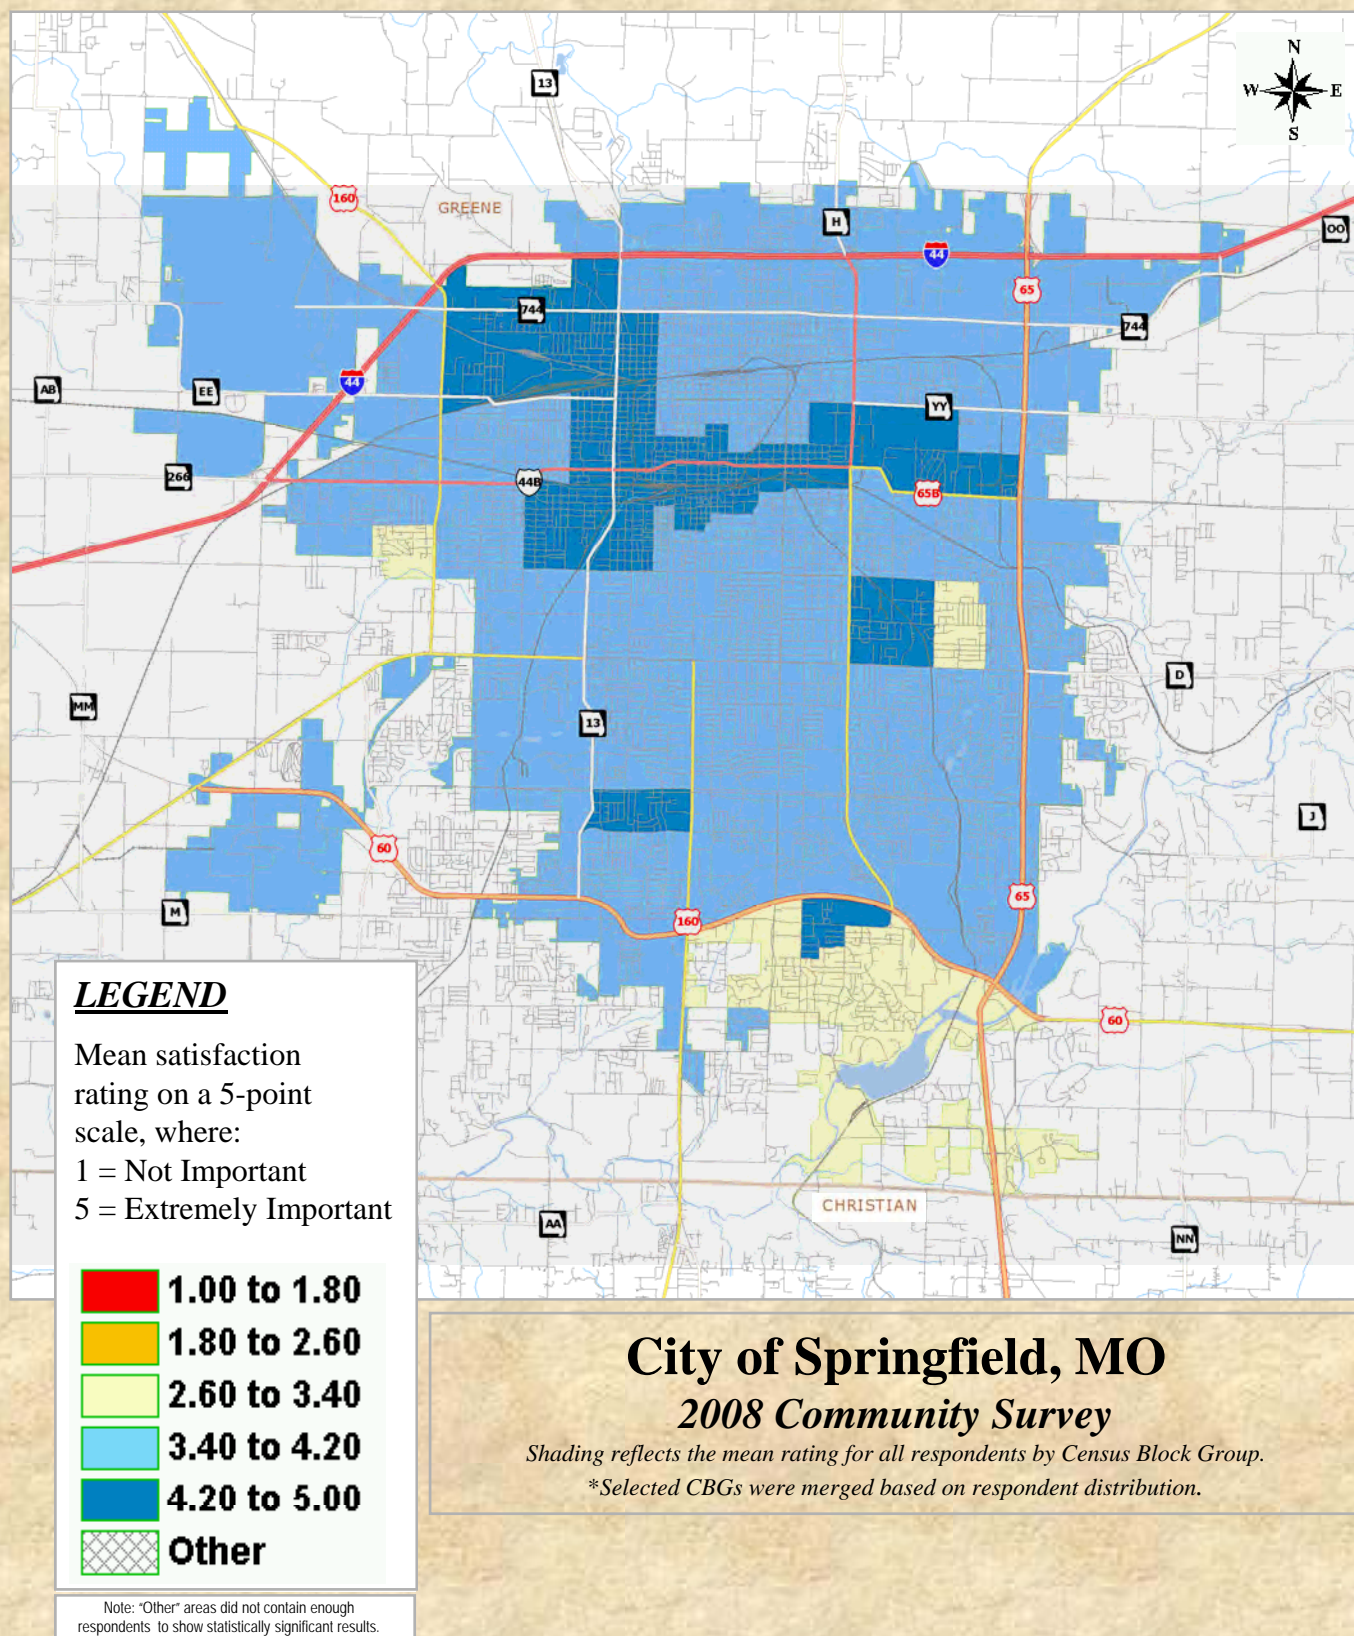 N
W E
S
13
160
GREENE
H
OO
44
65
744
744
44
AB
EE
YY
266
44B
65B
D
MM
13
J
60
M
65
160
60
CHRISTIAN
AA
NN
LEGEND
Mean satisfaction
rating on a 5-point
scale, where:
1 = Not Important
5 = Extremely Important
1.00 to 1.80
1.80 to 2.60
2.60 to 3.40
3.40 to 4.20
4.20 to 5.00
Other
Note: "Other" areas did not contain enough
respondents to show statistically significant results.
City of Springfield, MO
2008 Community Survey
Shading reflects the mean rating for all respondents by Census Block Group.
*Selected CBGs were merged based on respondent distribution.